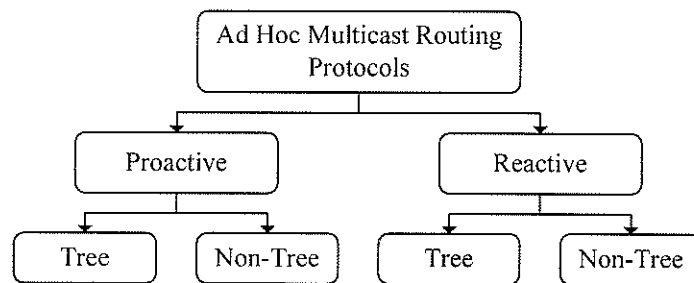 Ad Hoc Multicast Routing
Protocols
Proactive
Reactive
Tree
Non-Tree
Tree
Non-Tree